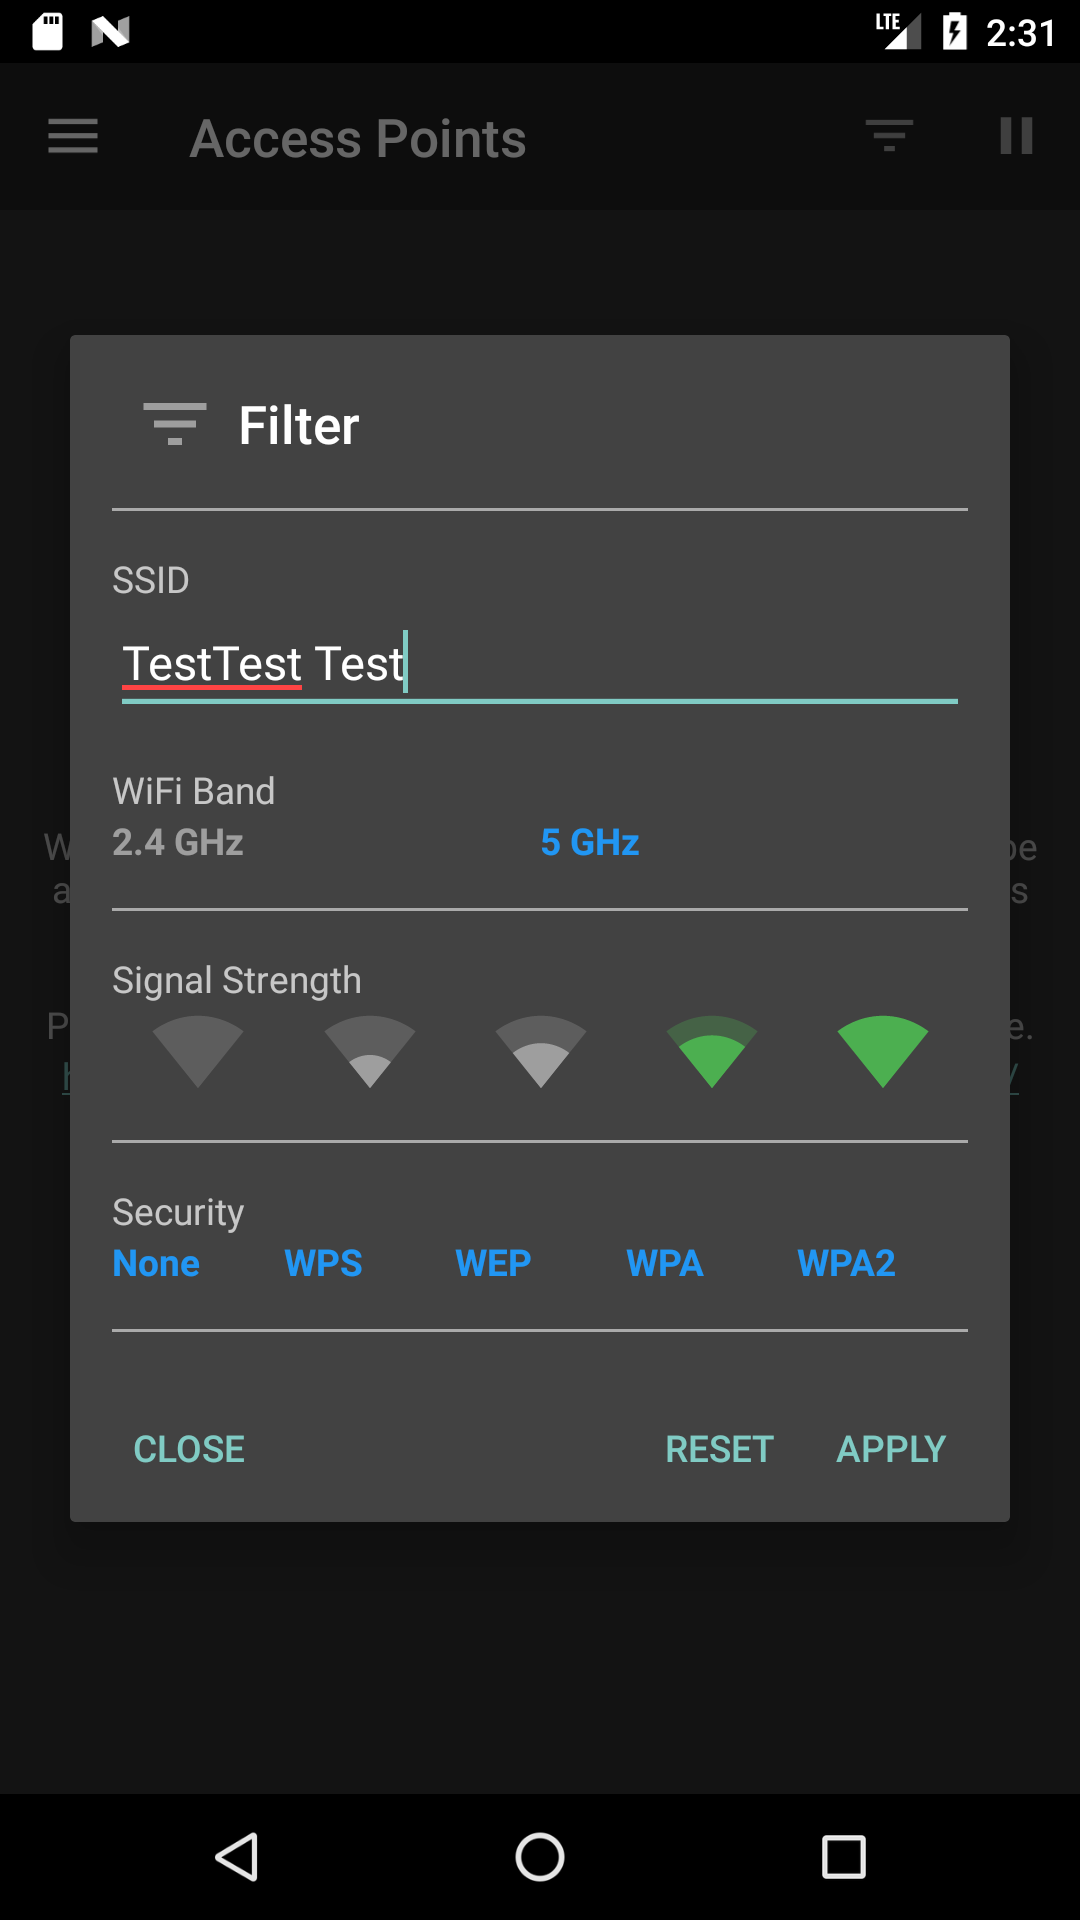 LTE 2:31
Access Points
Filter
SSID
TestTest Test
WiFi Band
2.4 GHz 5 GHz
Signal Strength
Security
None WPS WEP WPA WPA2
CLOSE RESET APPLY